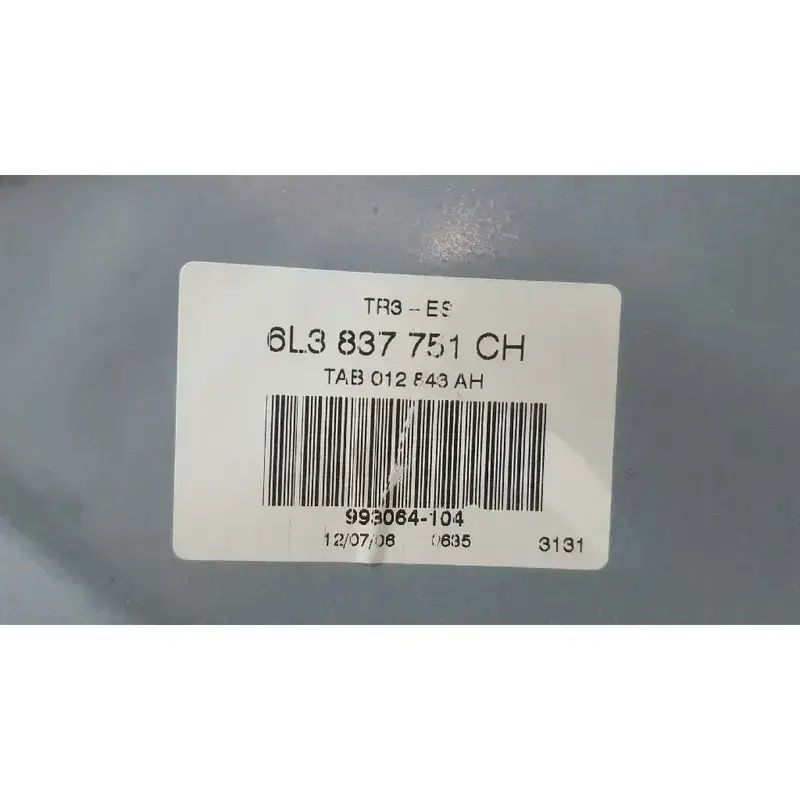 TR3 - ES
6L3 837 751 CH
TAB 012 843 AH
993064-104
12/07/06 0635 3131